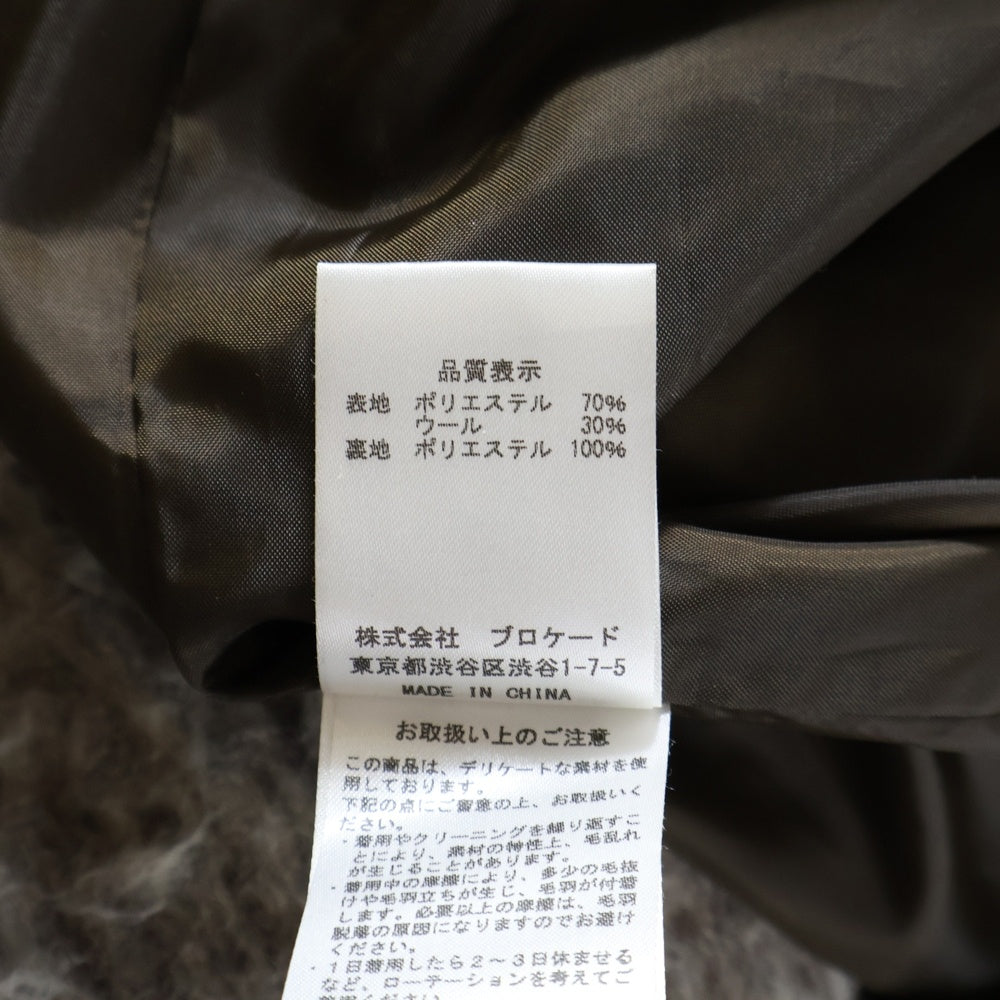 品質表示
表地 ポリエステル 70%
ウール 30%
裏地 ポリエステル 100%
株式会社 ブロケード
東京都渋谷区渋谷1-7-5
MADE IN CHINA
お取扱い上のご注意
この商品は、デリケートな素材を使
用しております。
下記の点にご留意の上、お取扱いく
ださい。
・着用やクリーニングを繰り返すこ
とにより、素材の特性上、毛乱れ
が生じることがあります。
・着用中の摩擦により、多少の毛抜
けや毛羽立ちが生じ、毛羽が付着
します。必要以上の摩擦は、毛羽
脱落の原因になりますのでお避け
ください。
・1日着用したら2～3日休ませる
など、ローテーションを考えてご
ください